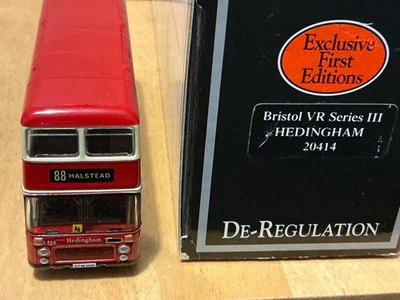 Exclusive
First
Editions
Bristol VR Series III
HEDINGHAM
20414
DE-REGULATION
88 HALSTEAD
Hedingham